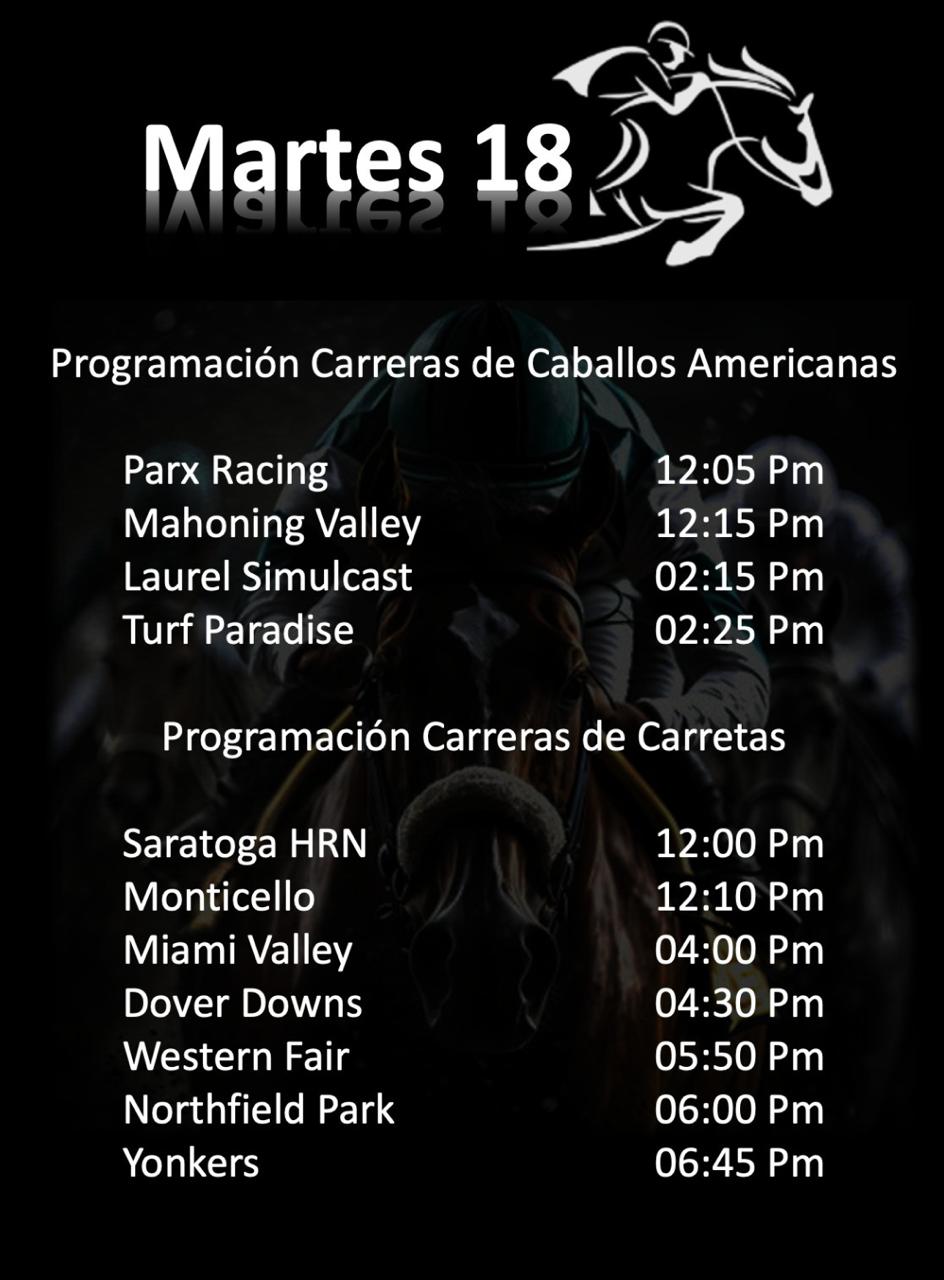 Martes 18
Programación Carreras de Caballos Americanas
Parx Racing 12:05 Pm
Mahoning Valley 12:15 Pm
Laurel Simulcast 02:15 Pm
Turf Paradise 02:25 Pm
Programación Carreras de Carretas
Saratoga HRN 12:00 Pm
Monticello 12:10 Pm
Miami Valley 04:00 Pm
Dover Downs 04:30 Pm
Western Fair 05:50 Pm
Northfield Park 06:00 Pm
Yonkers 06:45 Pm